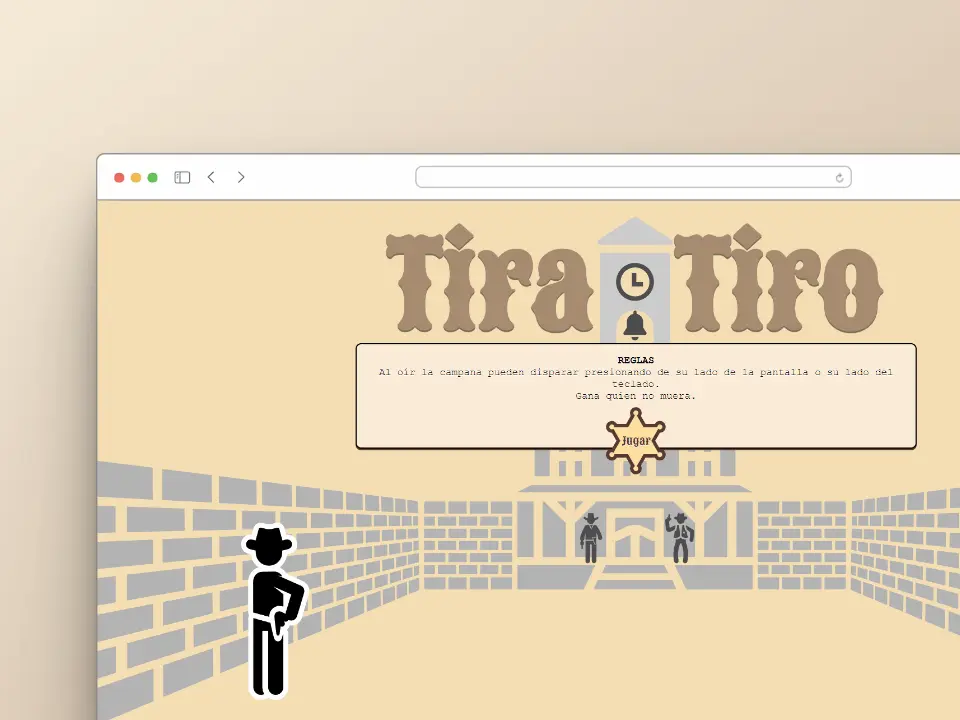 Tira Tiro
REGLAS
Al oir la campana pueden disparar presionando de su lado de la pantalla o su lado del
teclado.
Gana quien no muera.
Jugar